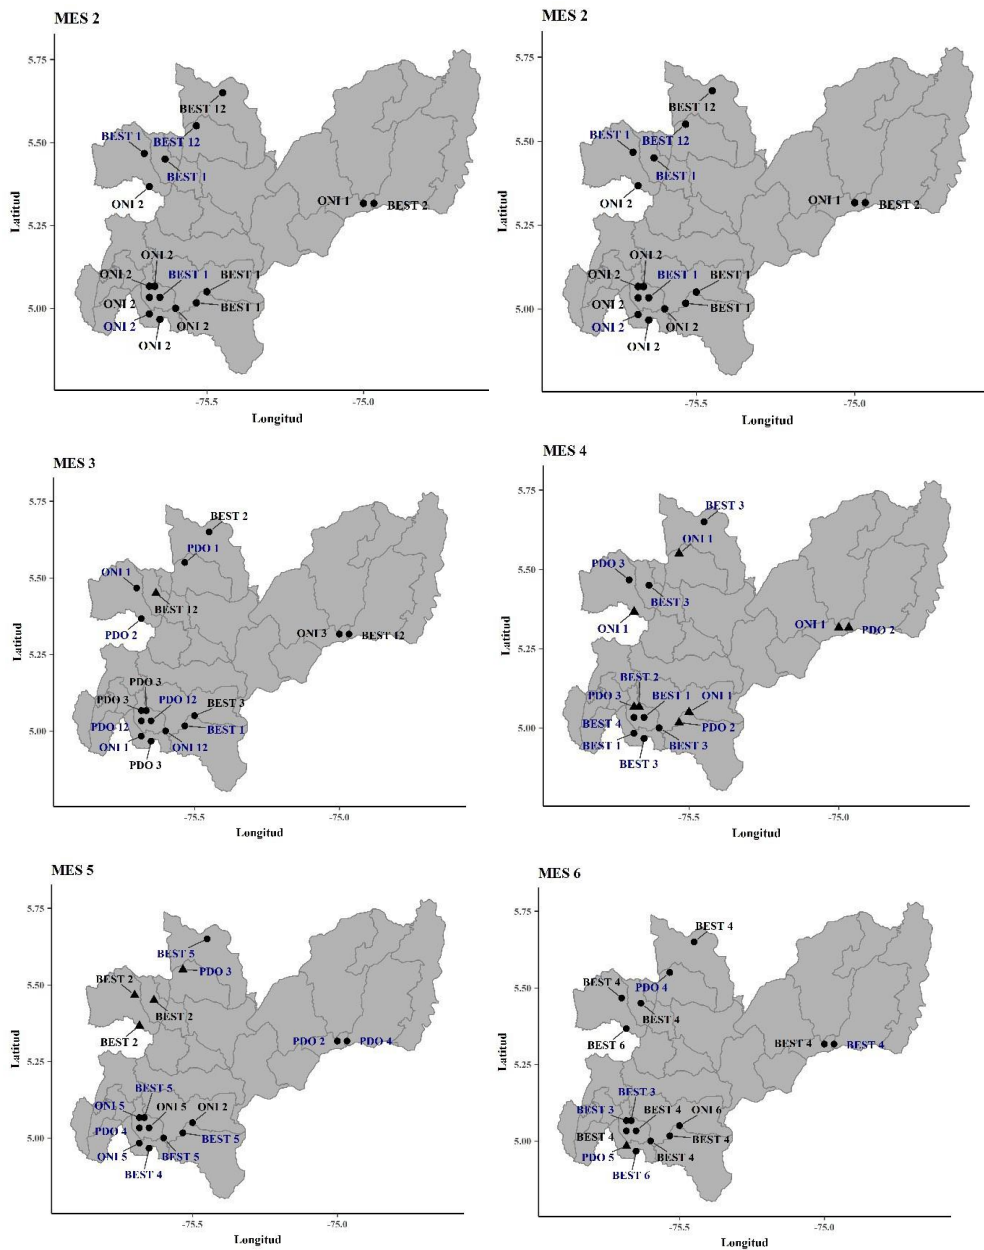 MES 2
5.75
5.50
5.25
5.00
Latitud
BEST 12
BEST 1
BEST 12
BEST 1
ONI 2
ONI 1
BEST 2
ONI 2
ONI 2
BEST 1
BEST 1
ONI 2
BEST 1
ONI 2
ONI 2
ONI 2
-75.5
-75.0
Longitud
MES 2
5.75
5.50
5.25
5.00
Latitud
BEST 12
BEST 1
BEST 12
BEST 1
ONI 2
ONI 1
BEST 2
ONI 2
ONI 2
BEST 1
BEST 1
ONI 2
BEST 1
ONI 2
ONI 2
ONI 2
-75.5
-75.0
Longitud
MES 3
5.75
5.50
5.25
5.00
Latitud
BEST 2
PDO 1
ONI 1
BEST 12
PDO 2
ONI 3
BEST 12
PDO 3
PDO 3
PDO 12
BEST 3
PDO 12
BEST 1
ONI 1
ONI 12
PDO 3
-75.5
-75.0
Longitud
MES 4
5.75
5.50
5.25
5.00
Latitud
BEST 3
ONI 1
PDO 3
BEST 3
ONI 1
ONI 1
PDO 2
BEST 2
PDO 3
BEST 1
ONI 1
BEST 4
PDO 2
BEST 1
BEST 3
BEST 3
-75.5
-75.0
Longitud
MES 5
5.75
5.50
5.25
5.00
Latitud
BEST 5
PDO 3
BEST 2
BEST 2
BEST 2
PDO 2
PDO 4
BEST 5
ONI 5
ONI 5
ONI 2
PDO 4
BEST 5
ONI 5
BEST 5
BEST 4
-75.5
-75.0
Longitud
MES 6
5.75
5.50
5.25
5.00
Latitud
BEST 4
PDO 4
BEST 4
BEST 4
BEST 6
BEST 4
BEST 4
BEST 3
BEST 3
BEST 4
ONI 6
BEST 4
BEST 4
PDO 5
BEST 4
BEST 6
-75.5
-75.0
Longitud